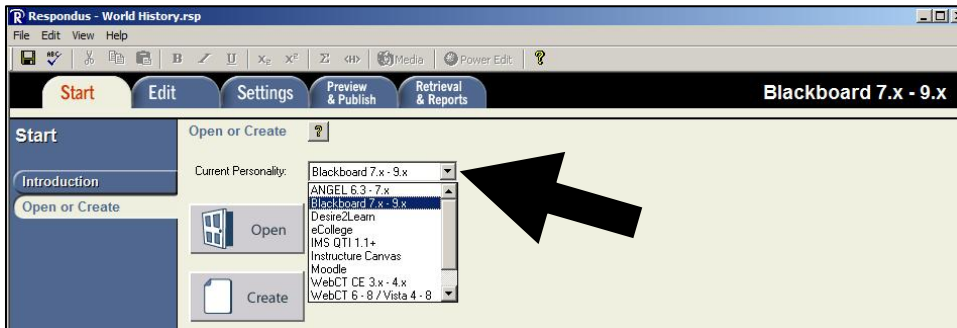 Respondus - World History.rsp
File Edit View Help
ABC B I U X₂ X² Σ <H> Media Power Edit ?
Start Edit Settings Preview & Publish Retrieval & Reports Blackboard 7.x - 9.x
Start
Open or Create ?
Current Personality: Blackboard 7.x - 9.x
Introduction
Open or Create
ANGEL 6.3 - 7.x
Blackboard 7.x - 9.x
Desire2Learn
eCollege
IMS QTI 1.1+
Instructure Canvas
Moodle
WebCT CE 3.x - 4.x
WebCT 6 - 8 / Vista 4 - 8
Open
Create